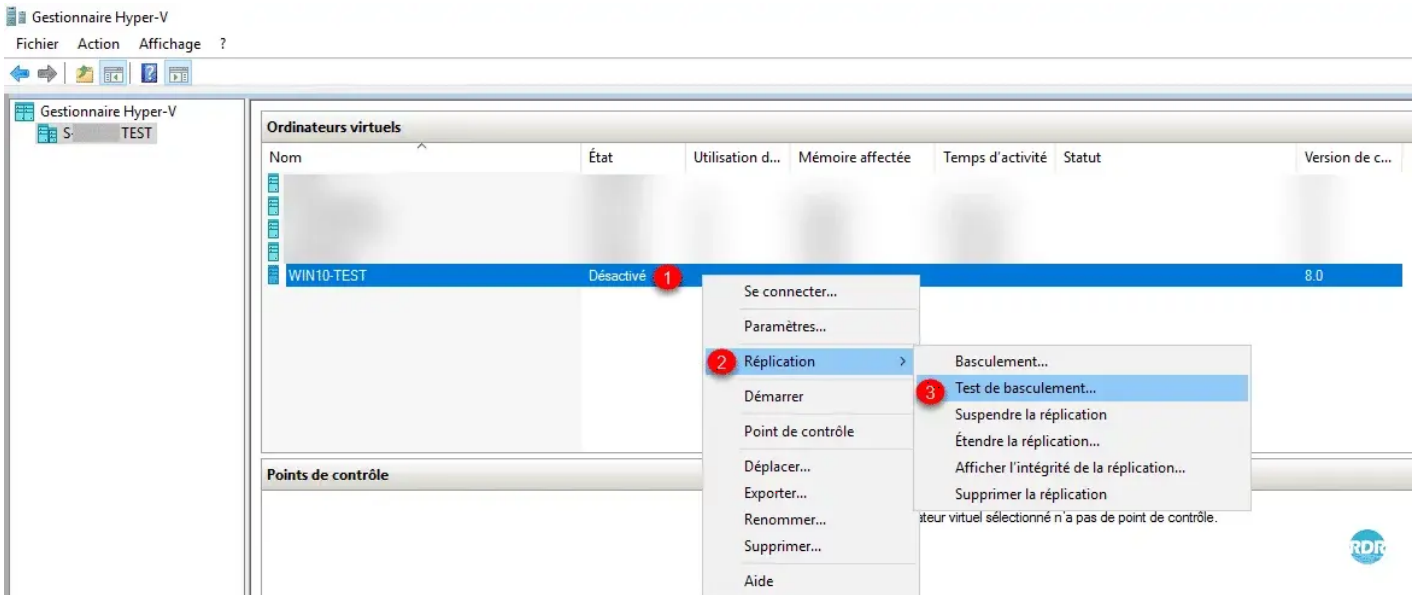 Gestionnaire Hyper-V
Fichier Action Affichage ?
Gestionnaire Hyper-V
S- TEST
Ordinateurs virtuels
Nom État Utilisation d... Mémoire affectée Temps d'activité Statut Version de c...
WIN10-TEST Désactivé 1 8.0
Se connecter...
Paramètres...
2 Réplication >
Démarrer
Point de contrôle
Déplacer...
Exporter...
Renommer...
Supprimer...
Aide
Basculement...
3 Test de basculement...
Suspendre la réplication
Étendre la réplication...
Afficher l'intégrité de la réplication...
Supprimer la réplication
Points de contrôle
virtuel sélectionné n'a pas de point de contrôle.
RDR